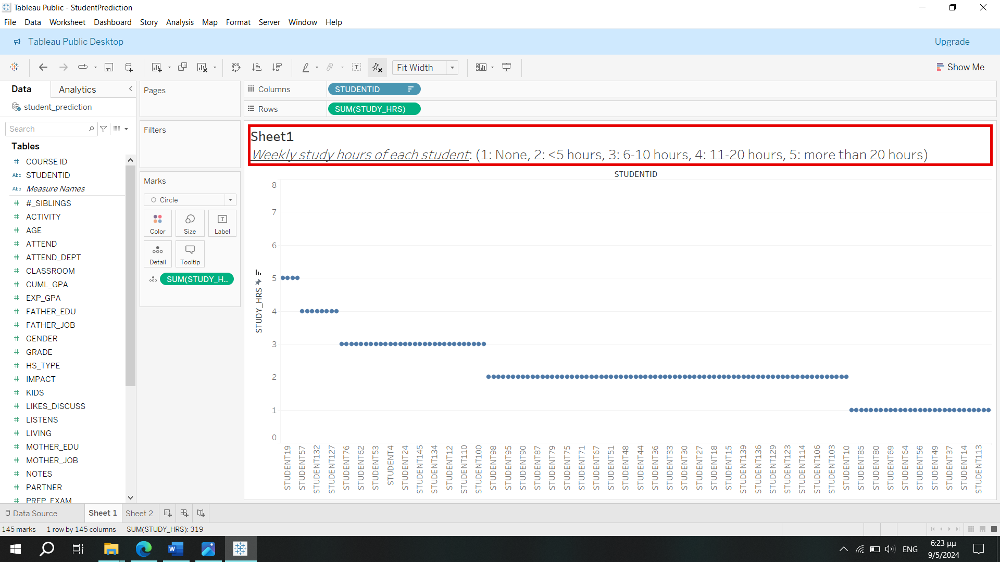 Tableau Public - StudentPrediction
File Data Worksheet Dashboard Story Analysis Map Format Server Window Help
Tableau Public Desktop Upgrade
Fit Width Show Me
Data Analytics
student_prediction
Search
Tables
COURSE ID
Abc STUDENTID
Abc Measure Names
#_SIBLINGS
ACTIVITY
AGE
ATTEND
ATTEND_DEPT
CLASSROOM
CUML_GPA
EXP_GPA
FATHER_EDU
FATHER_JOB
GENDER
GRADE
HS_TYPE
IMPACT
KIDS
LIKES_DISCUSS
LISTENS
LIVING
MOTHER_EDU
MOTHER_JOB
NOTES
PARTNER
PREP_EXAM
Pages
Filters
Marks
Circle
Color Size Label
Detail Tooltip
SUM(STUDY_H..
Columns STUDENTID
Rows SUM(STUDY_HRS)
Sheet1
Weekly study hours of each student: (1: None, 2: <5 hours, 3: 6-10 hours, 4: 11-20 hours, 5: more than 20 hours)
STUDENTID
STUDY_HRS
8
7
6
5
4
3
2
1
0
STUDENT19
STUDENT57
STUDENT132
STUDENT127
STUDENT76
STUDENT62
STUDENT53
STUDENT4
STUDENT24
STUDENT145
STUDENT134
STUDENT12
STUDENT110
STUDENT100
STUDENT98
STUDENT95
STUDENT90
STUDENT87
STUDENT79
STUDENT75
STUDENT71
STUDENT67
STUDENT51
STUDENT48
STUDENT44
STUDENT36
STUDENT33
STUDENT30
STUDENT27
STUDENT18
STUDENT15
STUDENT139
STUDENT136
STUDENT129
STUDENT123
STUDENT114
STUDENT106
STUDENT103
STUDENT10
STUDENT85
STUDENT80
STUDENT69
STUDENT64
STUDENT56
STUDENT49
STUDENT37
STUDENT14
STUDENT113
Data Source Sheet 1 Sheet 2
145 marks 1 row by 145 columns SUM(STUDY_HRS): 319
ENG
6:23 μμ
9/5/2024